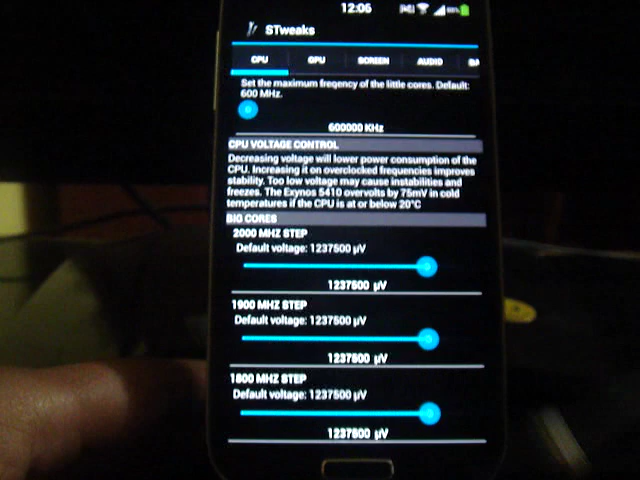 12:06
STweaks
CPU GPU SCREEN AUDIO
Set the maximum freqency of the little cores. Default:
600 MHz.
600000 KHz
CPU VOLTAGE CONTROL
Decreasing voltage will lower power consumption of the
CPU. Increasing it on overclocked frequencies improves
stability. Too low voltage may cause instabilities and
freezes. The Exynos 5410 overvolts by 75mV in cold
temperatures if the CPU is at or below 20°C
BIG CORES
2000 MHZ STEP
Default voltage: 1237500 µV
1237500 µV
1900 MHZ STEP
Default voltage: 1237500 µV
1237500 µV
1800 MHZ STEP
Default voltage: 1237500 µV
1237500 µV